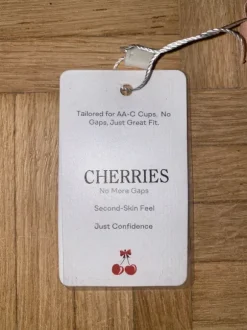 Tailored for AA-C Cups, No
Gaps, Just Great Fit.
CHERRIES
No More Gaps
Second-Skin Feel
Just Confidence